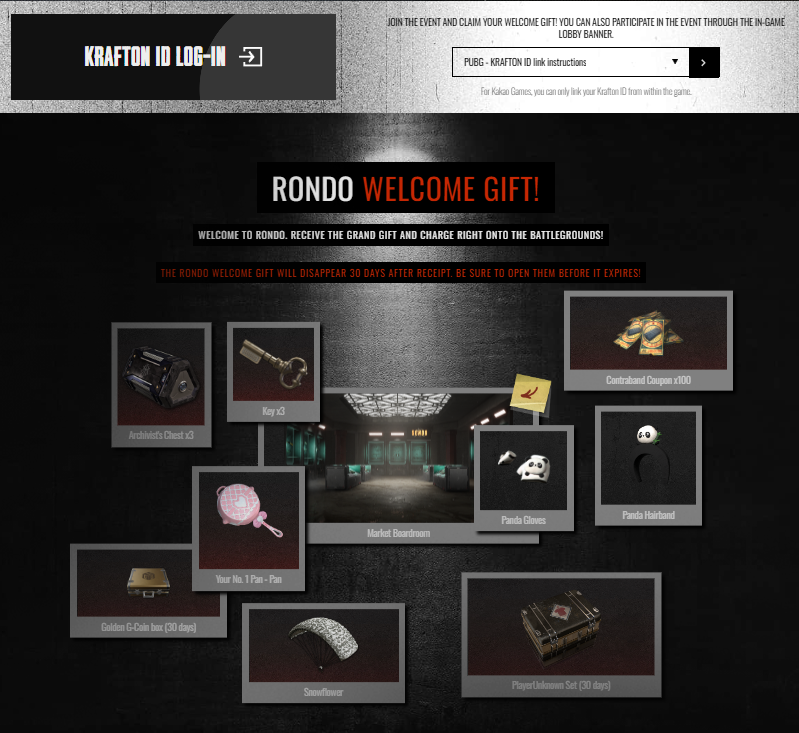 KRAFTON ID LOG-IN
JOIN THE EVENT AND CLAIM YOUR WELCOME GIFT! YOU CAN ALSO PARTICIPATE IN THE EVENT THROUGH THE IN-GAME
LOBBY BANNER.
PUBG - KRAFTON ID link instructions
For Kakao Games, you can only link your Krafton ID from within the game.
RONDO WELCOME GIFT!
WELCOME TO RONDO. RECEIVE THE GRAND GIFT AND CHARGE RIGHT ONTO THE BATTLEGROUNDS!
THE RONDO WELCOME GIFT WILL DISAPPEAR 30 DAYS AFTER RECEIPT. BE SURE TO OPEN THEM BEFORE IT EXPIRES!
Contraband Coupon x100
Key x3
Archivist's Chest x3
Panda Hairband
Panda Gloves
Market Boardroom
Your No. 1 Pan - Pan
Golden G-Coin box (30 days)
Snowflower
PlayerUnknown Set (30 days)